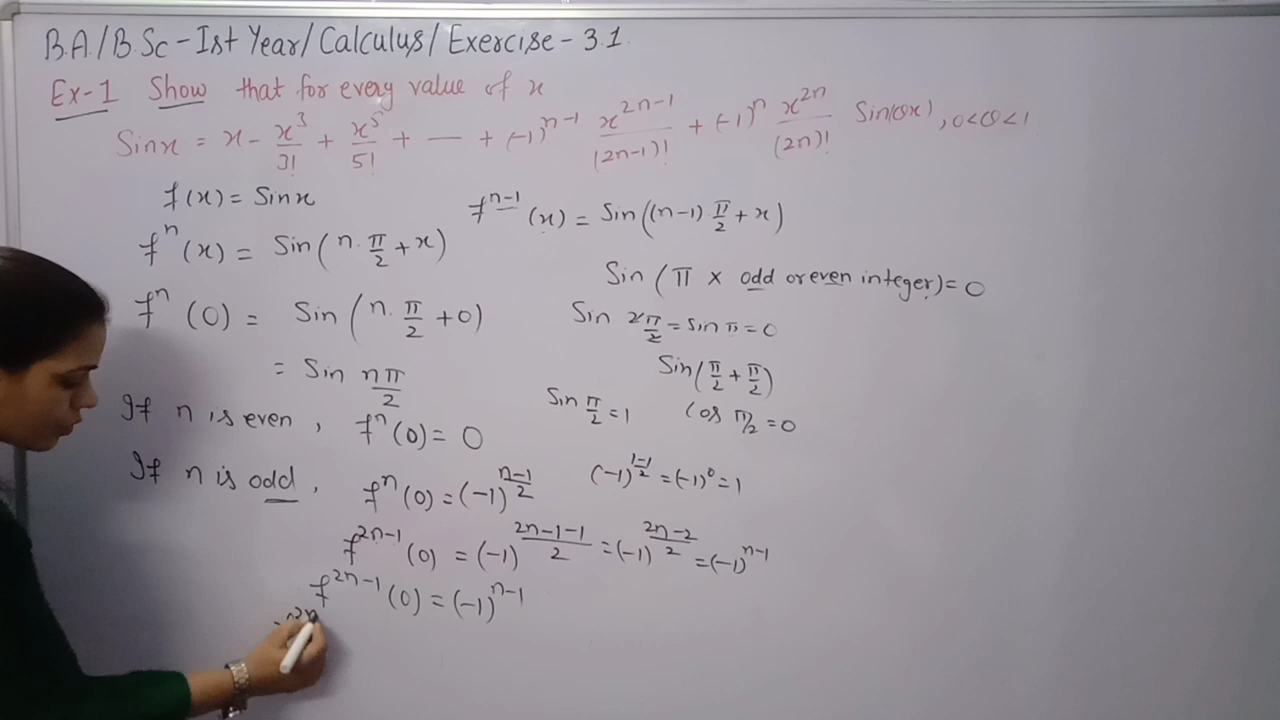 B.A/B.Sc - Ist Year/Calculus/Exercise - 3.1.
Ex-1 Show that for every value of x
Sinx = x - x^3/3! + x^5/5! + — + (-1)^{n-1} x^{2n-1}/(2n-1)! + (-1)^n x^{2n}/(2n)! Sin(θx), 0<θ<1
f(x) = Sinx
f^{n-1}(x) = Sin((n-1) π/2 + x)
f^n(x) = Sin(n. π/2 + x)
Sin(π × odd or even integer) = 0
f^n(0) = Sin(n. π/2 + 0)
Sin 2π/2 = Sin π = 0
= Sin nπ/2
Sin(π/2 + π/2)
If n is even, f^n(0) = 0
Sin π/2 = 1
Cos π/2 = 0
If n is odd, f^n(0) = (-1)^{n-1/2}
(-1)^{1-1/2} = (-1)^0 = 1
f^{2n-1}(0) = (-1)^{2n-1-1/2} = (-1)^{2n-2/2} = (-1)^{n-1}
f^{2n-1}(0) = (-1)^{n-1}